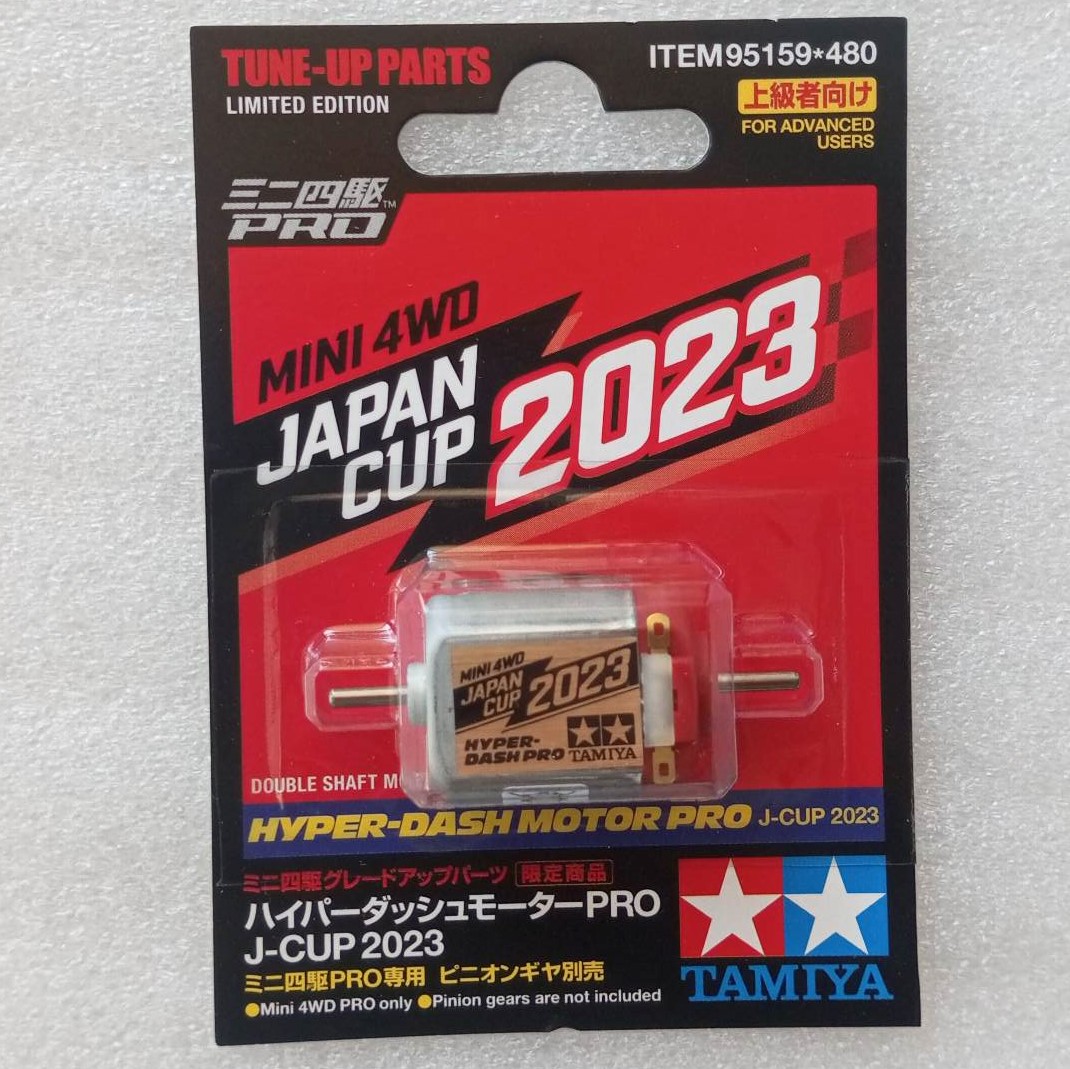 TUNE-UP PARTS
LIMITED EDITION
ITEM95159*480
上級者向け
FOR ADVANCED
USERS
ミニ四駆™
PRO
MINI 4WD
JAPAN
CUP
2023
MINI 4WD
JAPAN
CUP
2023
HYPER-
DASH PRO
TAMIYA
DOUBLE SHAFT
HYPER-DASH MOTOR PRO J-CUP 2023
ミニ四駆グレードアップパーツ 限定商品
ハイパーダッシュモーターPRO
J-CUP 2023
ミニ四駆PRO専用 ピニオンギヤ別売
●Mini 4WD PRO only ●Pinion gears are not included
TAMIYA